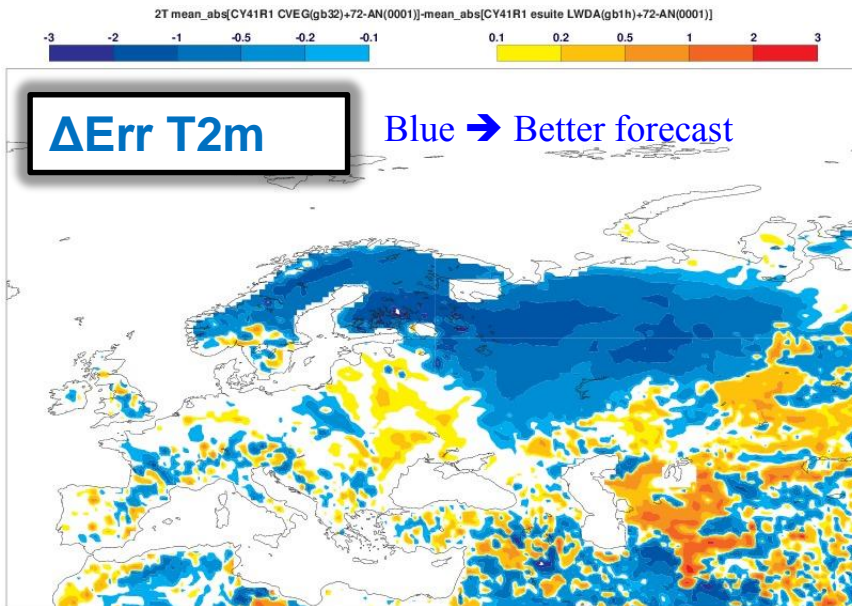 2T mean_abs[CY41R1 CVEG(gb32)+72-AN(0001)]-mean_abs[CY41R1 esuite LWDA(gb1h)+72-AN(0001)]
-3 -2 -1 -0.5 -0.2 -0.1 0.1 0.2 0.5 1 2 3
ΔErr T2m
Blue ➔ Better forecast